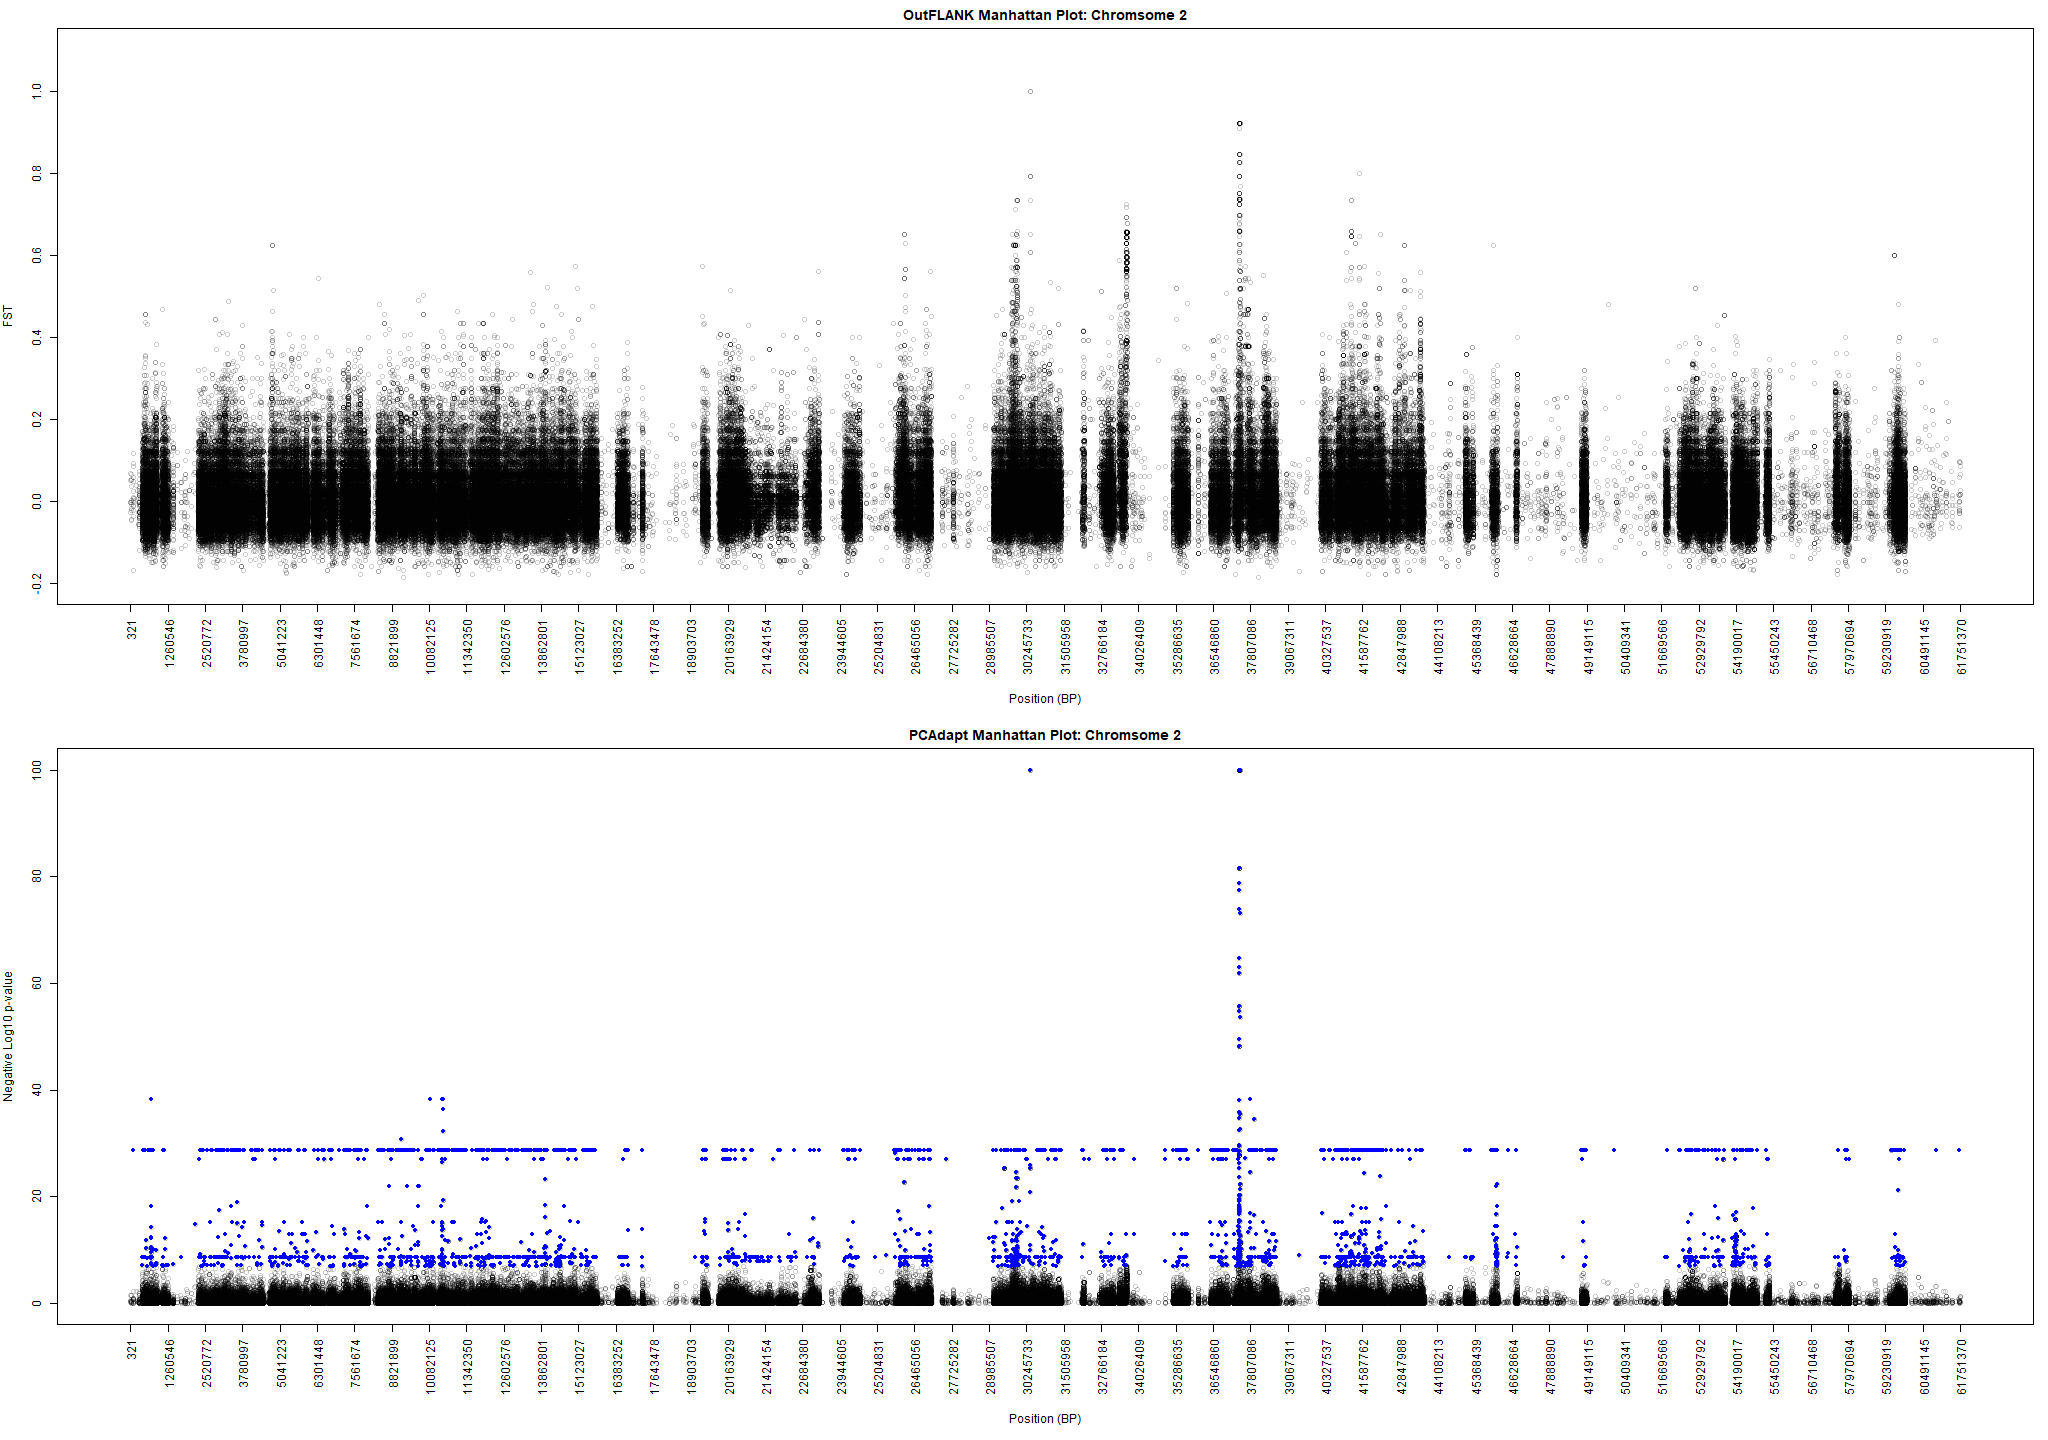 OutFLANK Manhattan Plot: Chromsome 2
1.0
0.8
0.6
0.4
0.2
0.0
-0.2
FST
321 1260546 2520772 3780997 5041223 6301448 7561674 8821899 10082125 11342350 12602576 13862801 15123027 16383252 17643478 18903703 20163929 21424154 22684380 23944605 25204831 26465056 27725282 28985507 30245733 31505958 32766184 34026409 35286635 36546860 37807086 39067311 40327537 41587762 42847988 44108213 45368439 46628664 47888890 49149115 50409341 51669566 52929792 54190017 55450243 56710468 57970694 59230919 60491145 61751370
Position (BP)
PCAdapt Manhattan Plot: Chromsome 2
100
80
60
40
20
0
Negative Log10 p-value
321 1260546 2520772 3780997 5041223 6301448 7561674 8821899 10082125 11342350 12602576 13862801 15123027 16383252 17643478 18903703 20163929 21424154 22684380 23944605 25204831 26465056 27725282 28985507 30245733 31505958 32766184 34026409 35286635 36546860 37807086 39067311 40327537 41587762 42847988 44108213 45368439 46628664 47888890 49149115 50409341 51669566 52929792 54190017 55450243 56710468 57970694 59230919 60491145 61751370
Position (BP)